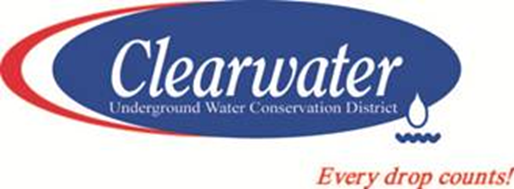 Clearwater
Underground Water Conservation District
Every drop counts!